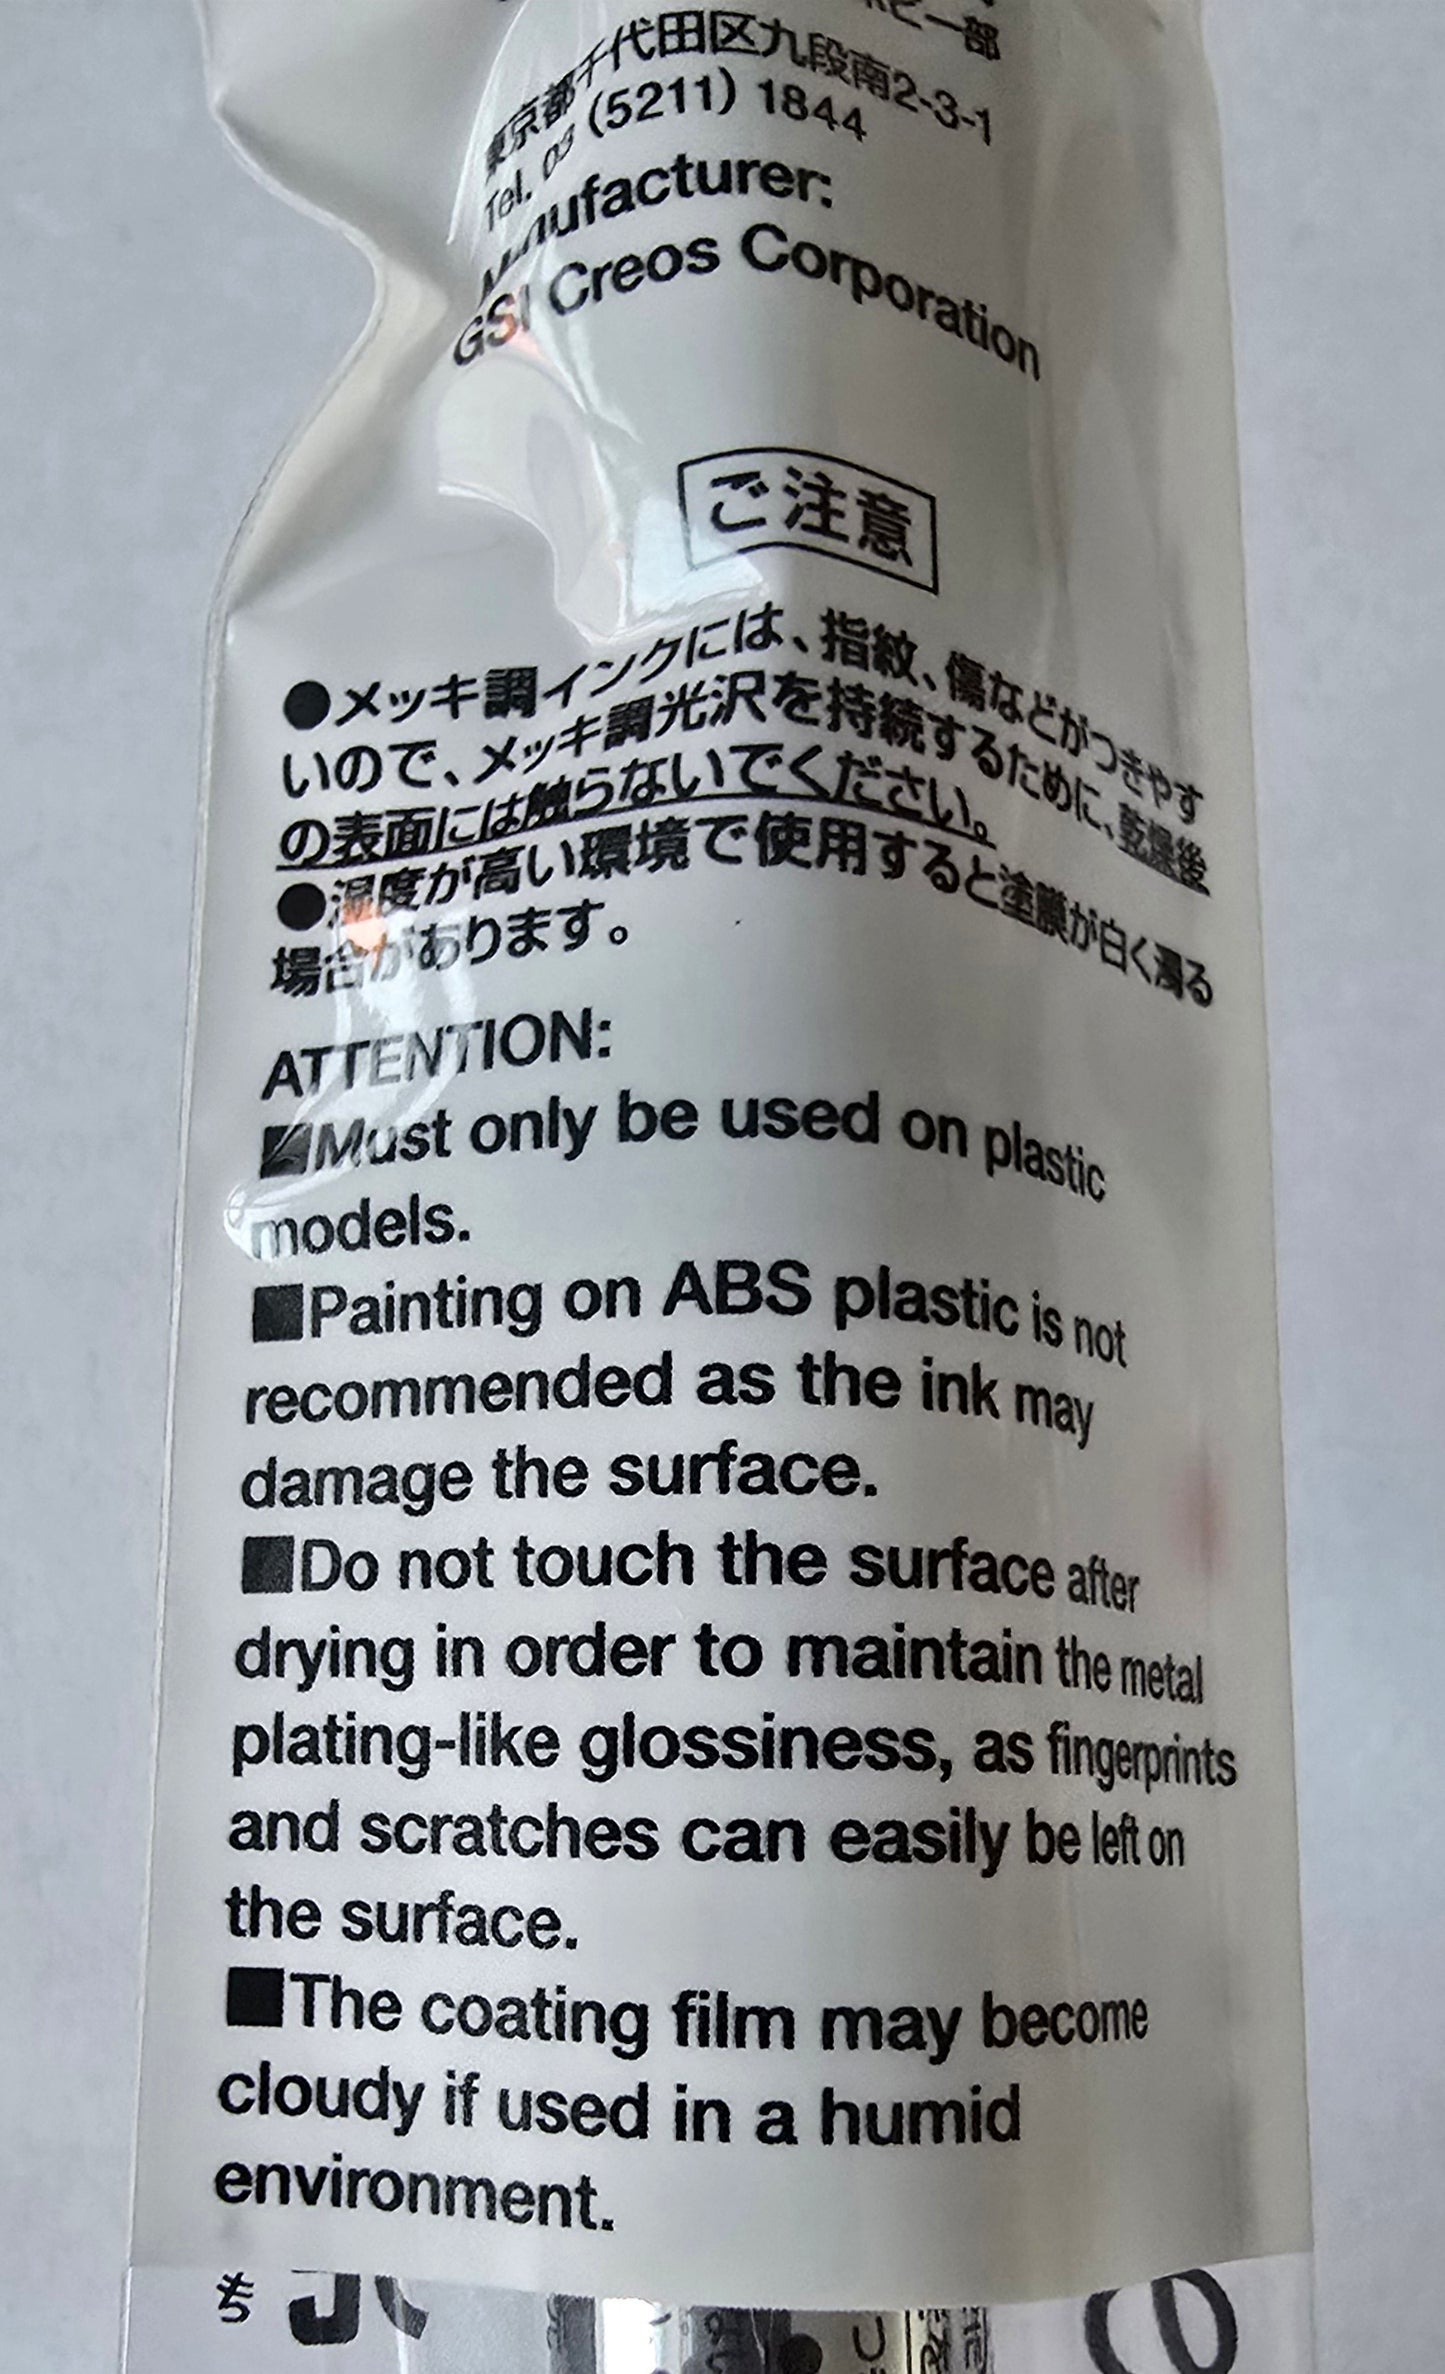 東京都千代田区九段南2-3-1
Tel. 03 (5211) 1844
Manufacturer:
GSI Creos Corporation
ご注意
●メッキ調インクには、指紋、傷などがつきやす
いので、メッキ調光沢を持続するために、乾燥後
の表面には触らないでください。
●湿度が高い環境で使用すると塗膜が白く濁る
場合があります。
ATTENTION:
■Must only be used on plastic
models.
■Painting on ABS plastic is not
recommended as the ink may
damage the surface.
■Do not touch the surface after
drying in order to maintain the metal
plating-like glossiness, as fingerprints
and scratches can easily be left on
the surface.
■The coating film may become
cloudy if used in a humid
environment.